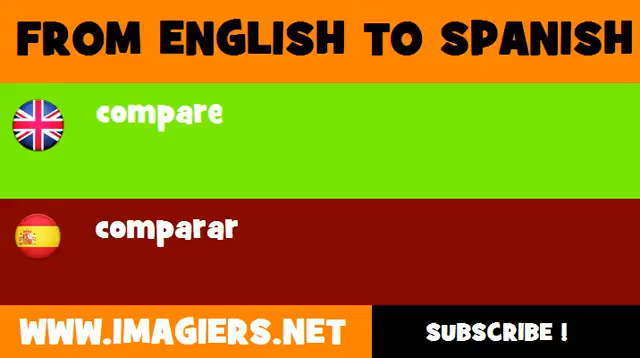 FROM ENGLISH TO SPANISH
compare
comparar
WWW.IMAGIERS.NET
SUBSCRIBE !